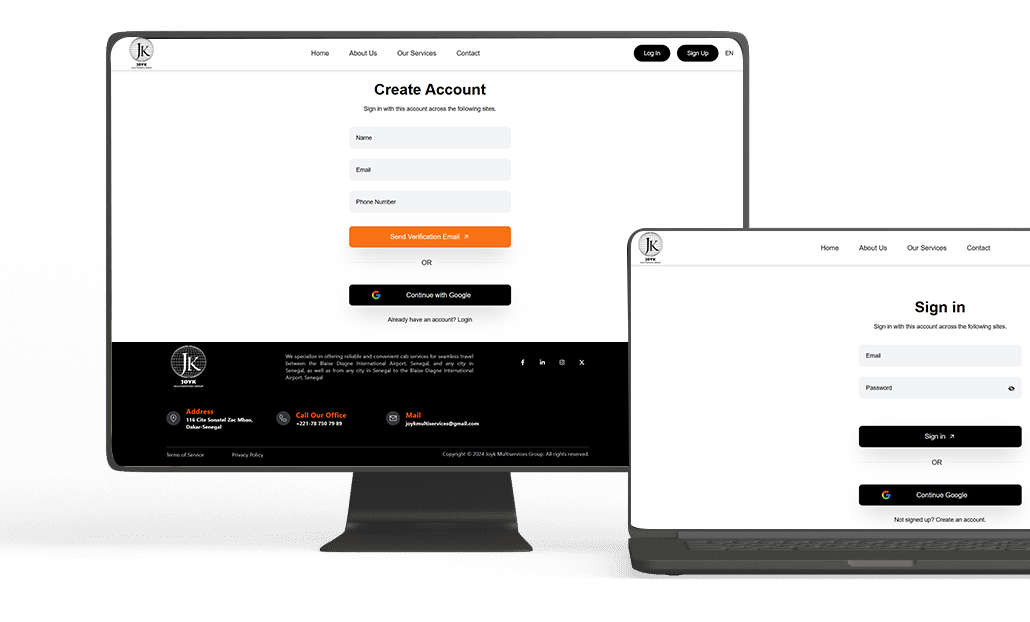 JK
JOYK
Home About Us Our Services Contact
Log In Sign Up EN
Create Account
Sign in with this account across the following sites.
Name
Email
Phone Number
Send Verification Email
OR
Continue with Google
Already have an account? Login
JK
JOYK
MULTISERVICES GROUP
We specialize in offering reliable and convenient cab services for seamless travel
between the Blaise Diagne International Airport, Senegal, and any city in
Senegal, as well as from any city in Senegal to the Blaise Diagne International
Airport, Senegal
Address
116 Cite Sonatel Zac Mbao,
Dakar-Senegal
Call Our Office
+221-78 750 79 89
Mail
joykmultiservices@gmail.com
Terms of Service Privacy Policy
Copyright © 2024 Joyk Multiservices Group. All rights reserved.
JK
JOYK
Home About Us Our Services Contact
Sign in
Sign in with this account across the following sites.
Email
Password
Sign in
OR
Continue Google
Not signed up? Create an account.